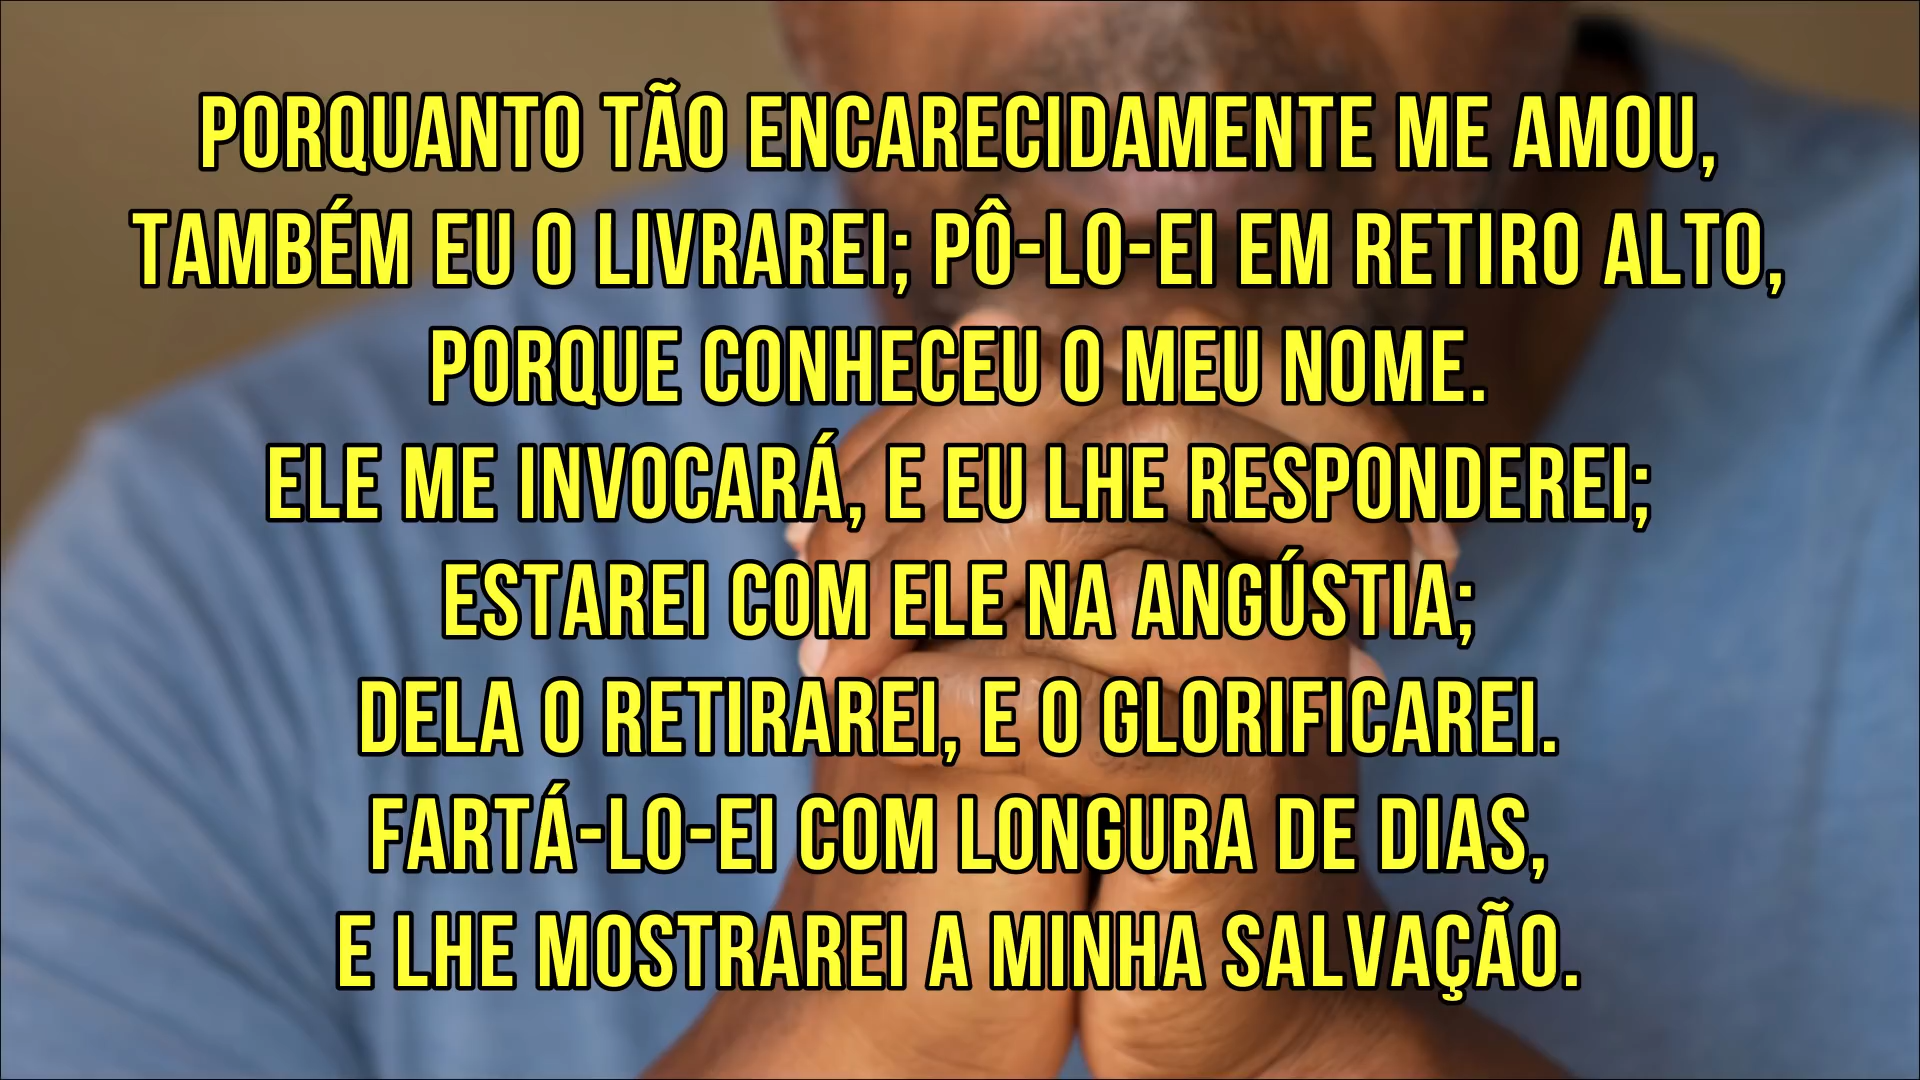 PORQUANTO TÃO ENCARECIDAMENTE ME AMOU,
TAMBÉM EU O LIVRAREI; PÔ-LO-EI EM RETIRO ALTO,
PORQUE CONHECEU O MEU NOME.
ELE ME INVOCARÁ, E EU LHE RESPONDEREI;
ESTAREI COM ELE NA ANGÚSTIA;
DELA O RETIRAREI, E O GLORIFICAREI.
FARTÁ-LO-EI COM LONGURA DE DIAS,
E LHE MOSTRAREI A MINHA SALVAÇÃO.